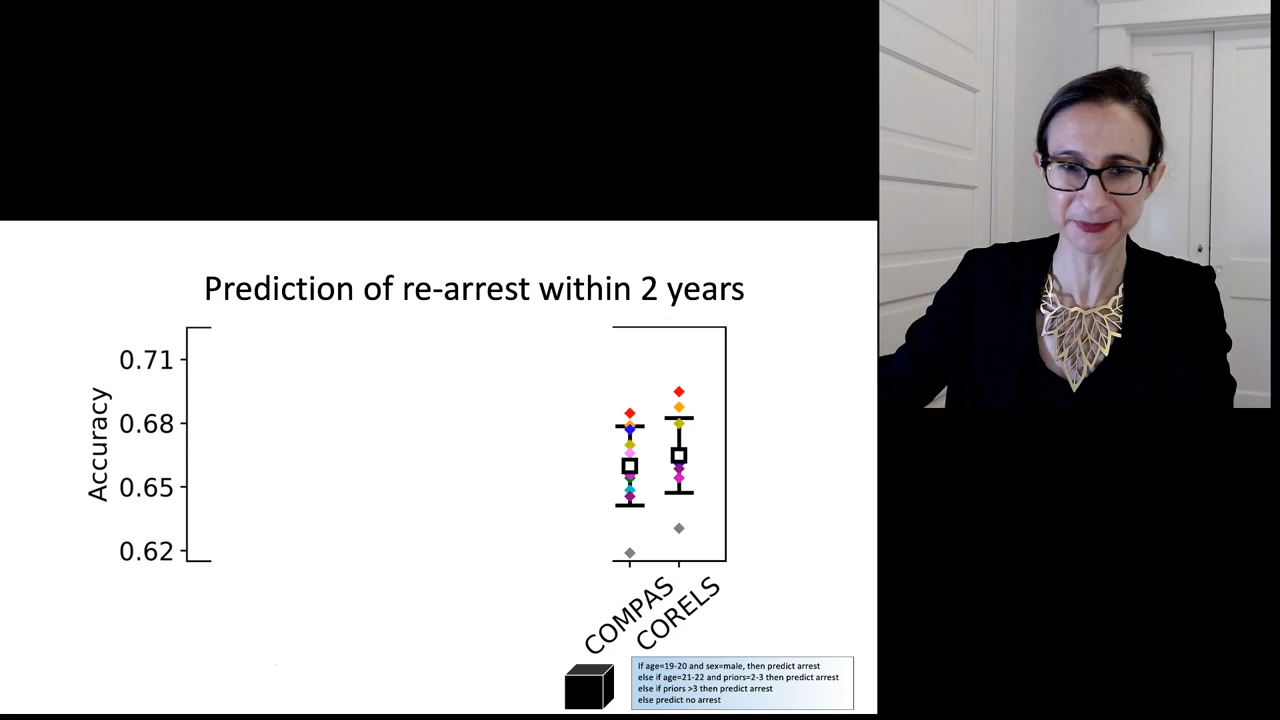 Prediction of re-arrest within 2 years
Accuracy
0.71
0.68
0.65
0.62
COMPAS
CORELS
If age=19-20 and sex=male, then predict arrest
else if age=21-22 and priors=2-3 then predict arrest
else if priors >3 then predict arrest
else predict no arrest